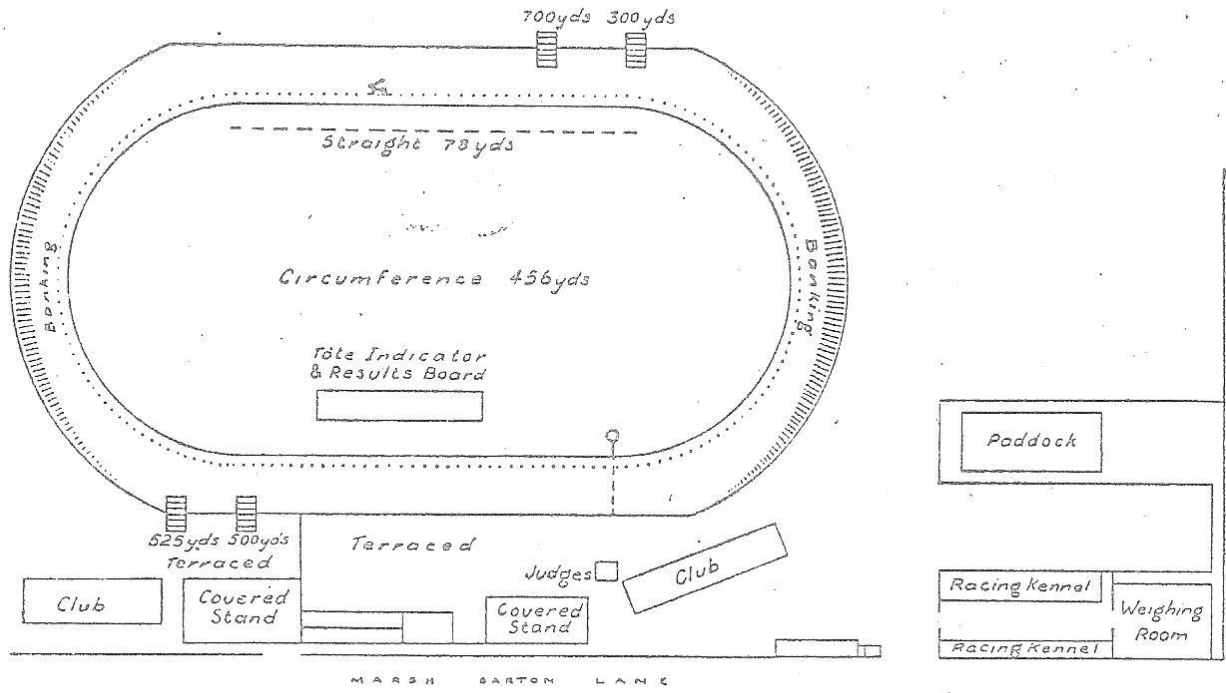 700yds 300yds
Straight 78yds
Banking
Circumference 456yds
Banking
Tôte Indicator
& Results Board
Paddock
525yds 500yds
Terraced
Terraced
Judges
Club
Club
Covered
Stand
Covered
Stand
Racing Kennel
Weighing
Room
Racing Kennel
MARSH BARTON LANE